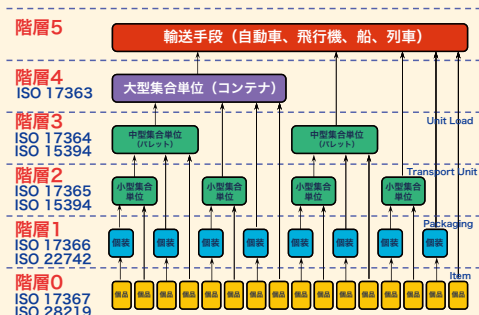 階層5
輸送手段（自動車、飛行機、船、列車）
階層4
ISO 17363
大型集合単位（コンテナ）
Unit Load
階層3
ISO 17364
ISO 15394
中型集合単位
(パレット)
中型集合単位
(パレット)
Transport Unit
階層2
ISO 17365
ISO 15394
小型集合
単位
小型集合
単位
小型集合
単位
小型集合
単位
Packaging
階層1
ISO 17366
ISO 22742
個装 個装 個装 個装 個装 個装 個装 個装
Item
階層0
ISO 17367
ISO 28219
個品 個品 個品 個品 個品 個品 個品 個品 個品 個品 個品 個品 個品 個品 個品 個品